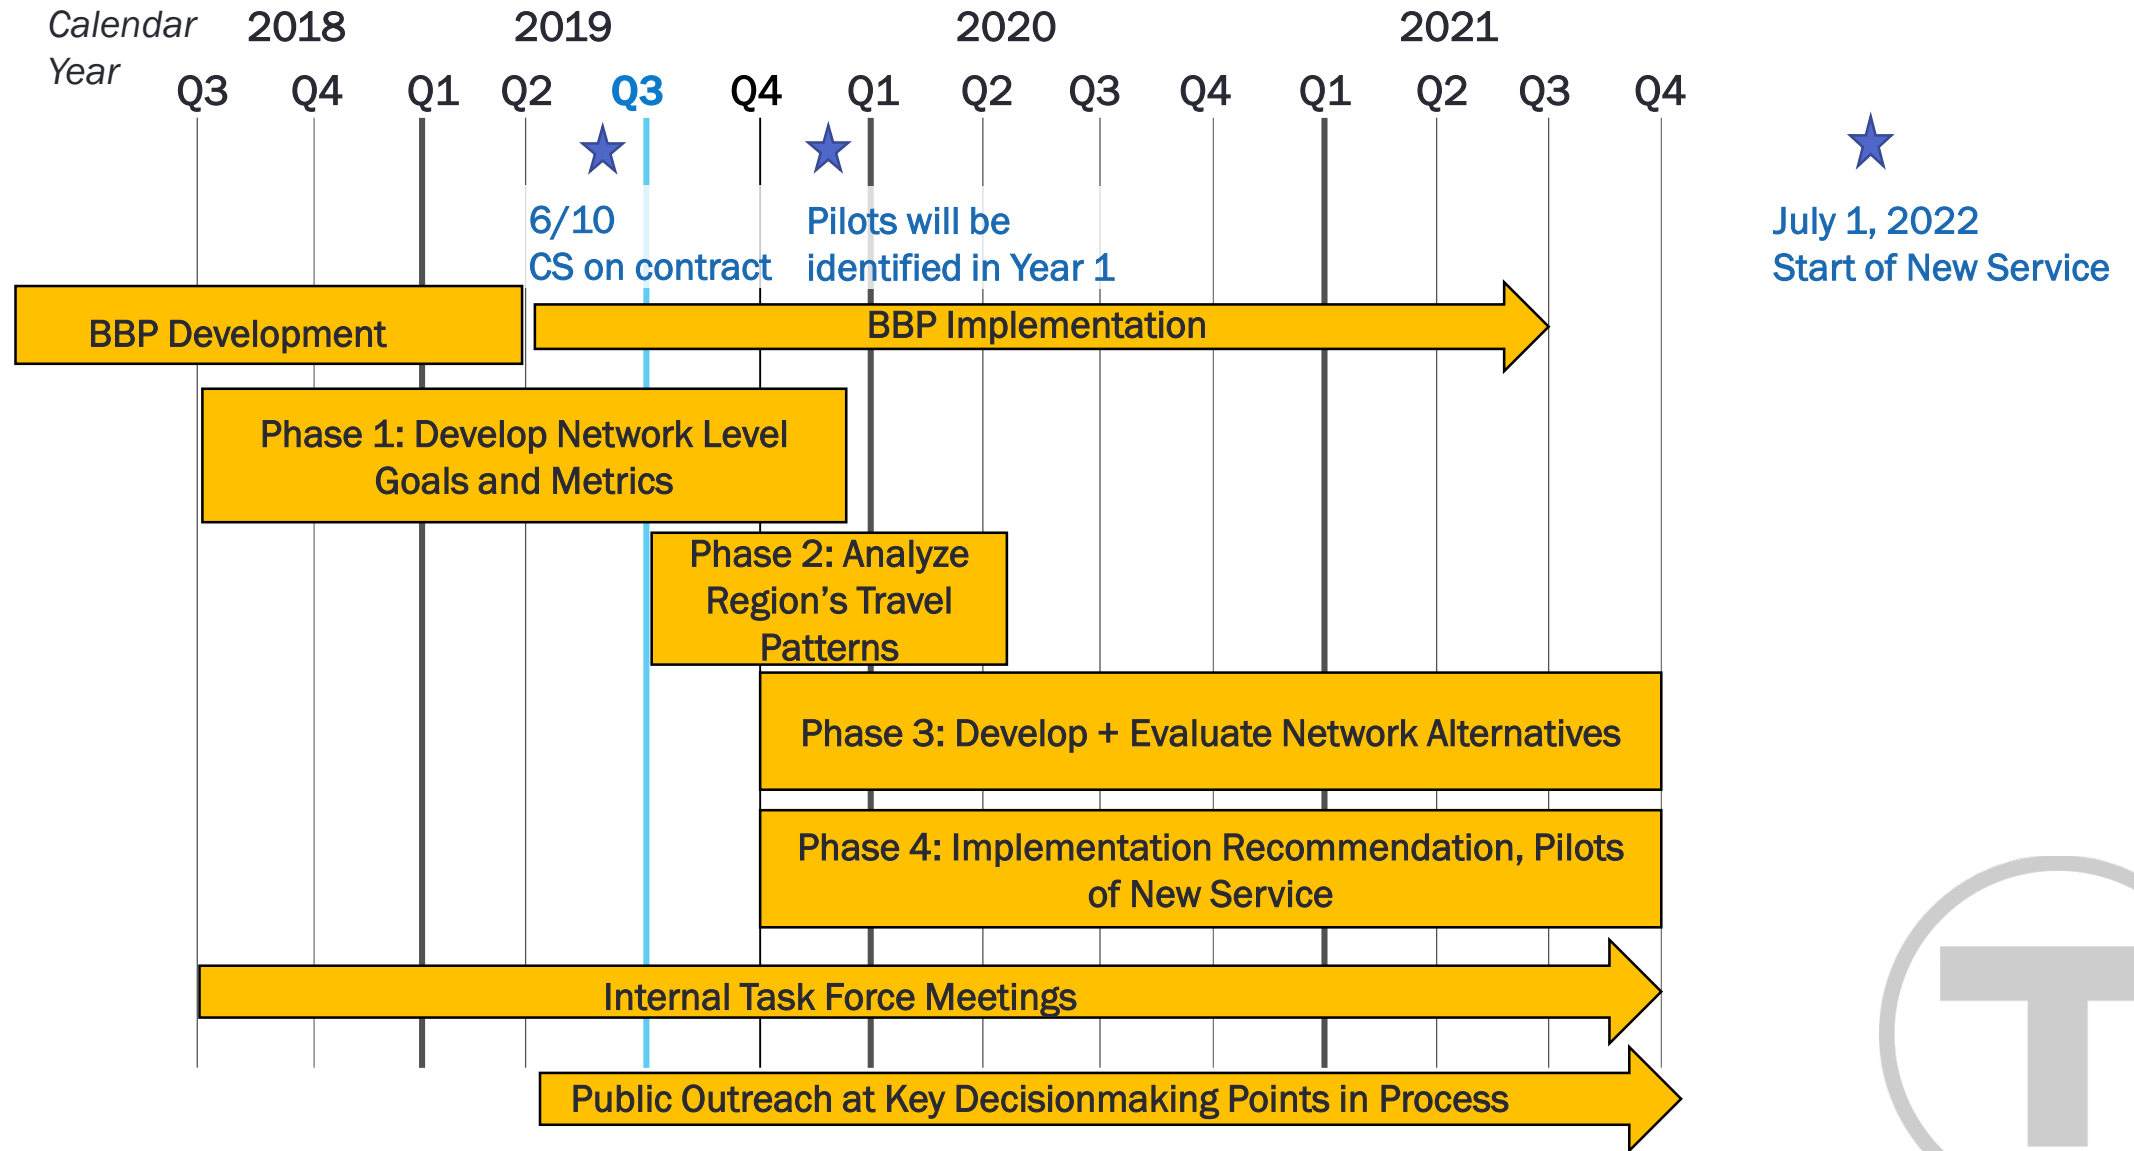 Calendar
Year
2018
2019
2020
2021
Q3 Q4 Q1 Q2 Q3 Q4 Q1 Q2 Q3 Q4 Q1 Q2 Q3 Q4
6/10
CS on contract
Pilots will be
identified in Year 1
July 1, 2022
Start of New Service
BBP Development
BBP Implementation
Phase 1: Develop Network Level
Goals and Metrics
Phase 2: Analyze
Region’s Travel
Patterns
Phase 3: Develop + Evaluate Network Alternatives
Phase 4: Implementation Recommendation, Pilots
of New Service
Internal Task Force Meetings
Public Outreach at Key Decisionmaking Points in Process
T